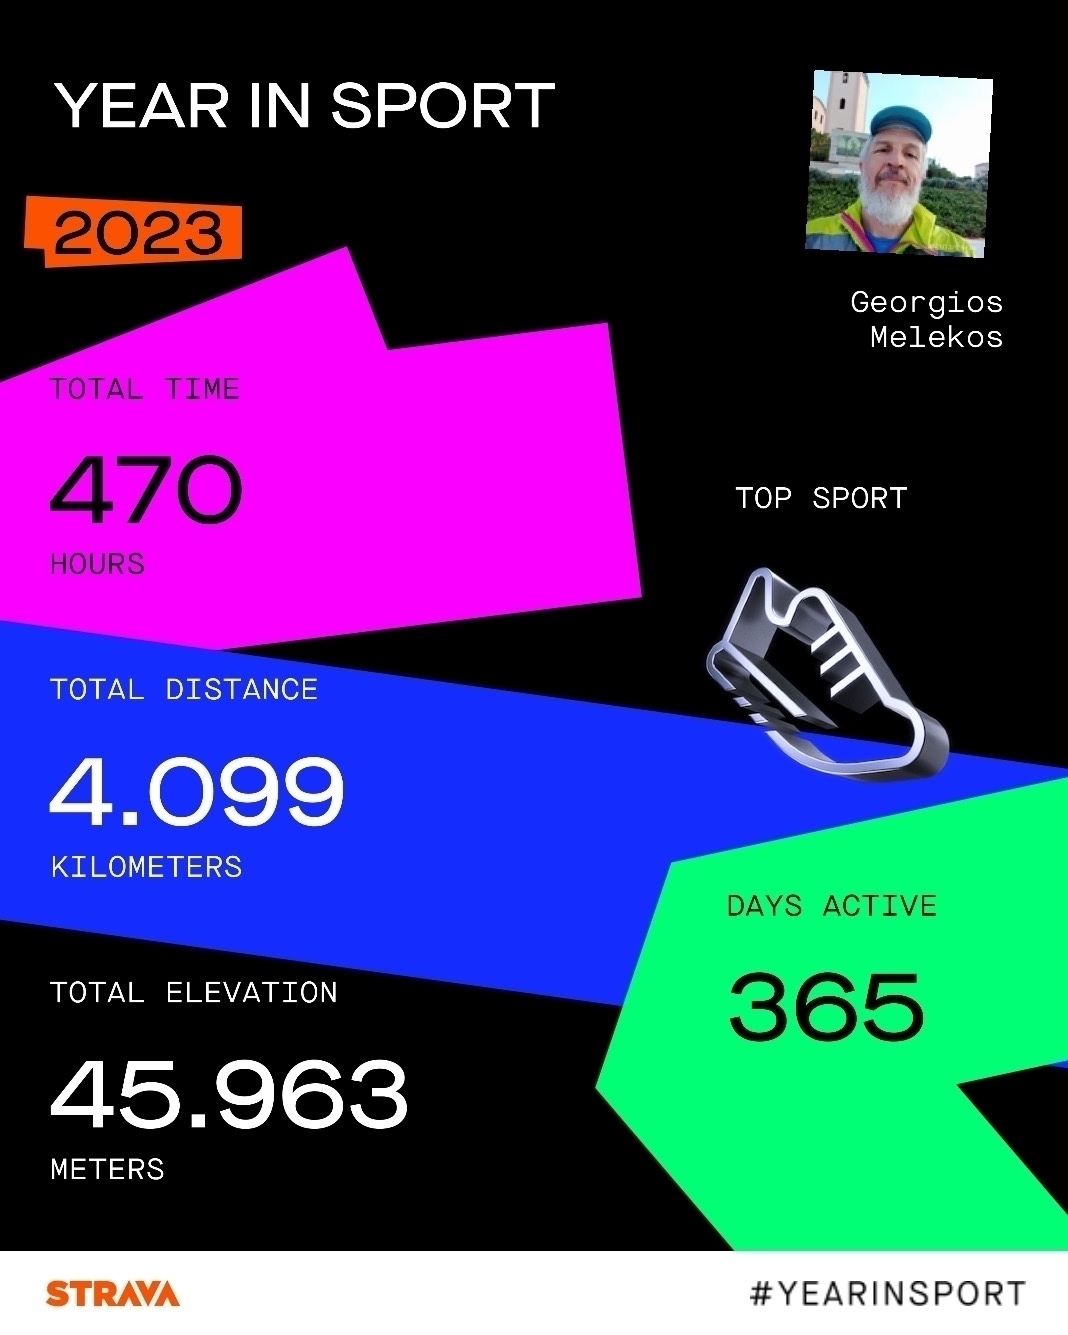 YEAR IN SPORT
2023
Georgios
Melekos
TOTAL TIME
470
HOURS
TOP SPORT
TOTAL DISTANCE
4.099
KILOMETERS
DAYS ACTIVE
365
TOTAL ELEVATION
45.963
METERS
STRAVA
#YEARINSPORT